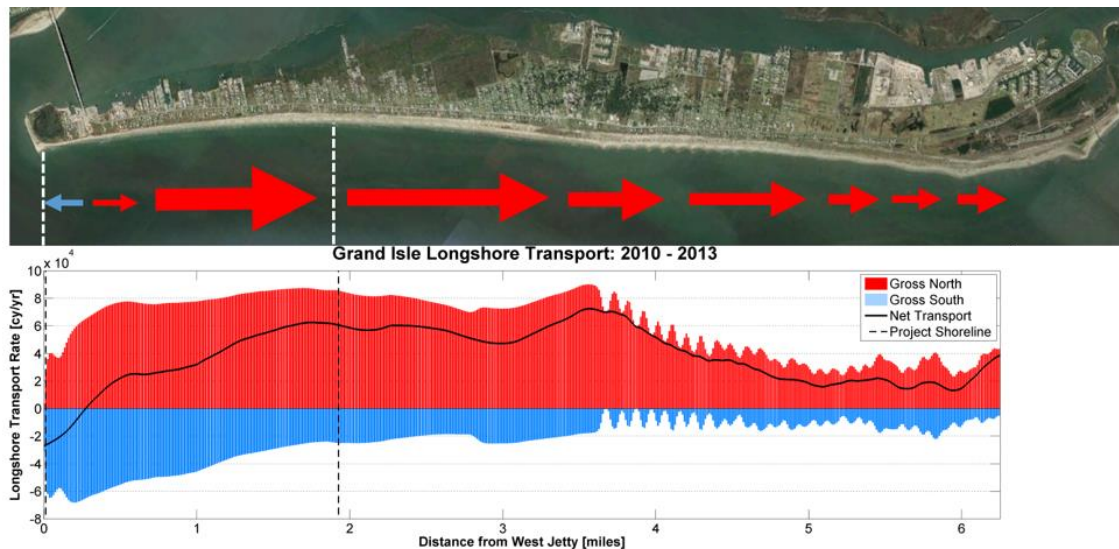 Grand Isle Longshore Transport: 2010 - 2013
x 10⁴
Longshore Transport Rate [cy/yr]
10
8
6
4
2
0
-2
-4
-6
-8
Gross North
Gross South
Net Transport
Project Shoreline
0 1 2 3 4 5 6
Distance from West Jetty [miles]